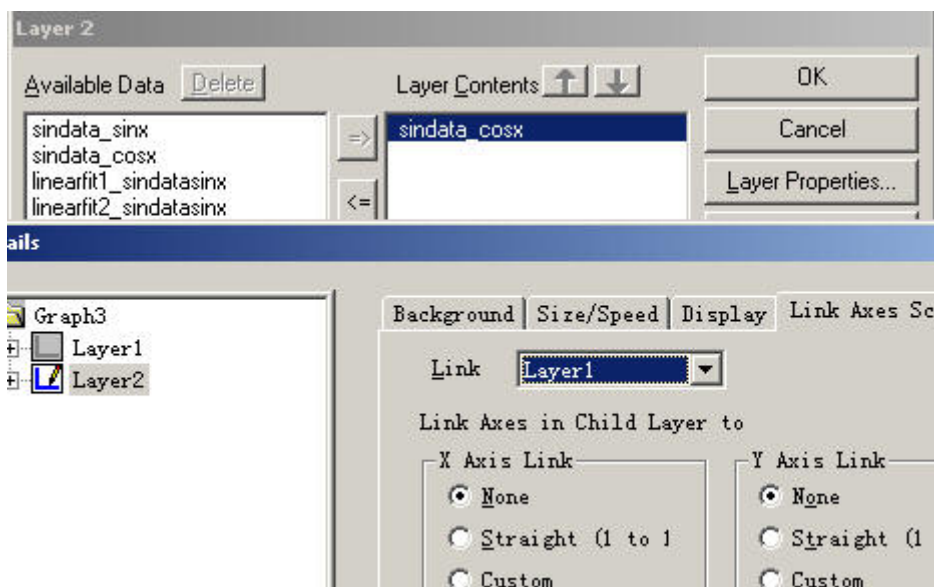 Layer 2
Available Data Delete Layer Contents OK
sindata_sinx => sindata_cosx Cancel
sindata_cosx
linearfit1_sindatasinx <= Layer Properties...
linearfit2_sindatasinx
ails
Graph3 Background Size/Speed Display Link Axes Sc
Layer1
Layer2 Link Layer1
Link Axes in Child Layer to
X Axis Link Y Axis Link
None None
Straight (1 to 1 Straight (1
Custom Custom